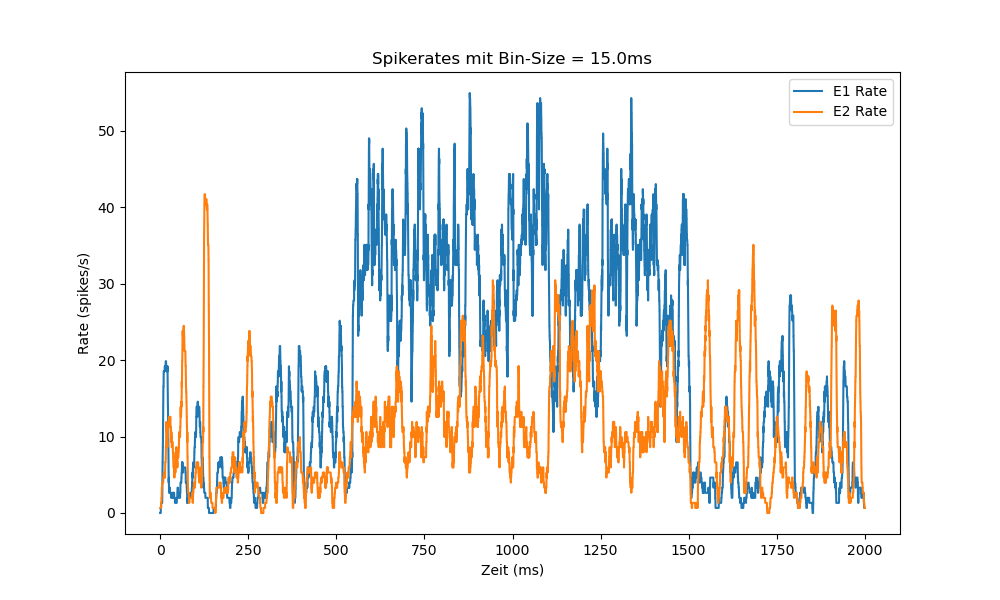 Spikerates mit Bin-Size = 15.0ms
E1 Rate
E2 Rate
Rate (spikes/s)
50
40
30
20
10
0
0 250 500 750 1000 1250 1500 1750 2000
Zeit (ms)